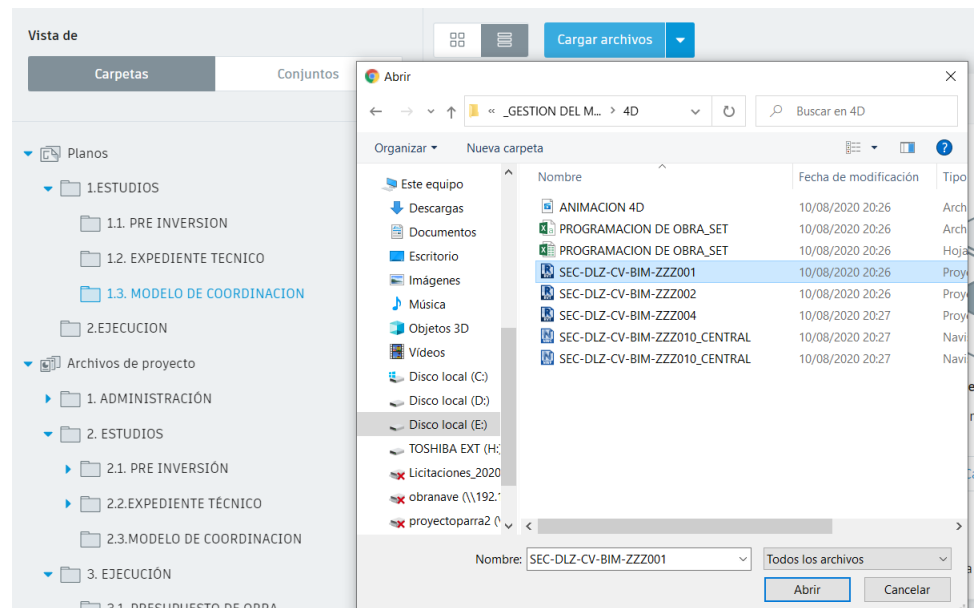 Vista de
Carpetas Conjuntos
Planos
1.ESTUDIOS
1.1. PRE INVERSION
1.2. EXPEDIENTE TECNICO
1.3. MODELO DE COORDINACION
2.EJECUCION
Archivos de proyecto
1. ADMINISTRACIÓN
2. ESTUDIOS
2.1. PRE INVERSIÓN
2.2.EXPEDIENTE TÉCNICO
2.3.MODELO DE COORDINACION
3. EJECUCIÓN
3.1. PRESUPUESTO DE OBRA
Cargar archivos
Abrir
« _GESTION DEL M... > 4D
Buscar en 4D
Organizar Nueva carpeta
Este equipo
Descargas
Documentos
Escritorio
Imágenes
Música
Objetos 3D
Vídeos
Disco local (C:)
Disco local (D:)
Disco local (E:)
TOSHIBA EXT (H:
Licitaciones_2020
obranave (\\192.1
proyectoparra2 (\
Nombre Fecha de modificación Tipo
ANIMACION 4D 10/08/2020 20:26 Arch
PROGRAMACION DE OBRA_SET 10/08/2020 20:26 Arch
PROGRAMACION DE OBRA_SET 10/08/2020 20:26 Hoja
SEC-DLZ-CV-BIM-ZZZ001 10/08/2020 20:26 Proy
SEC-DLZ-CV-BIM-ZZZ002 10/08/2020 20:26 Proy
SEC-DLZ-CV-BIM-ZZZ004 10/08/2020 20:27 Proy
SEC-DLZ-CV-BIM-ZZZ010_CENTRAL 10/08/2020 20:27 Navi
SEC-DLZ-CV-BIM-ZZZ010_CENTRAL 10/08/2020 20:27 Navi
Nombre: SEC-DLZ-CV-BIM-ZZZ001 Todos los archivos
Abrir Cancelar